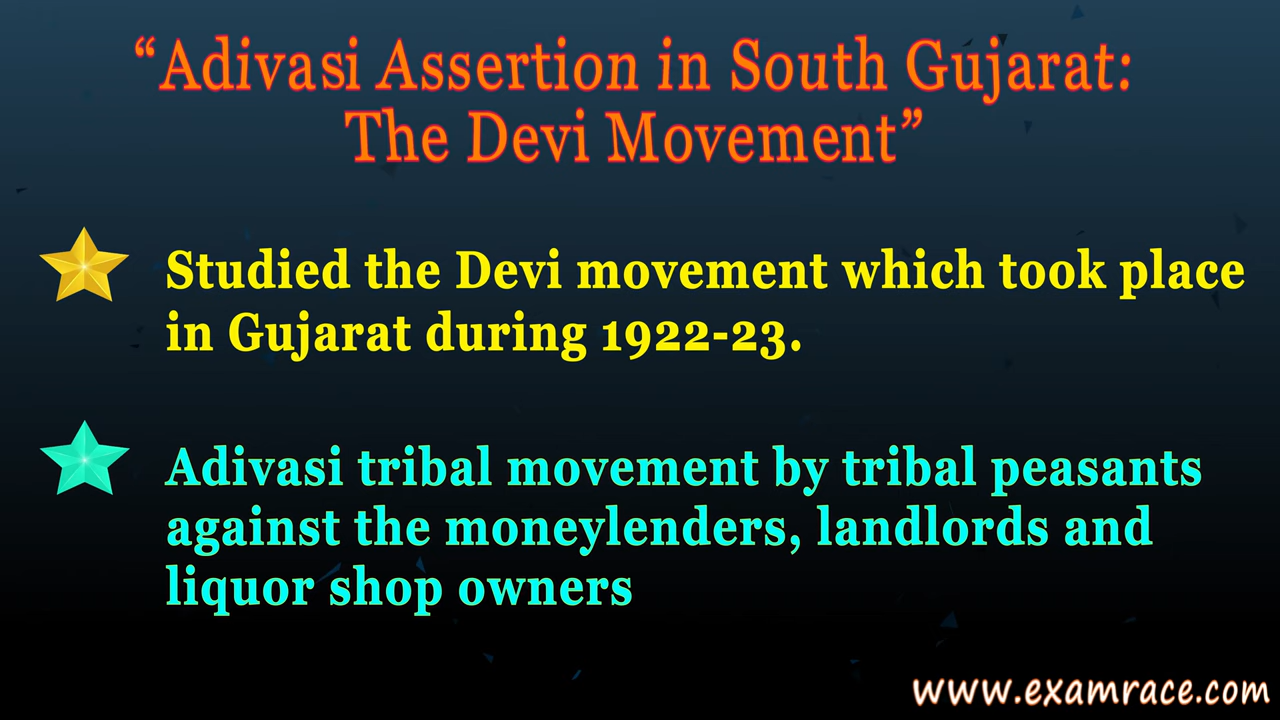 “Adivasi Assertion in South Gujarat:
The Devi Movement”
Studied the Devi movement which took place
in Gujarat during 1922-23.
Adivasi tribal movement by tribal peasants
against the moneylenders, landlords and
liquor shop owners
www.examrace.com